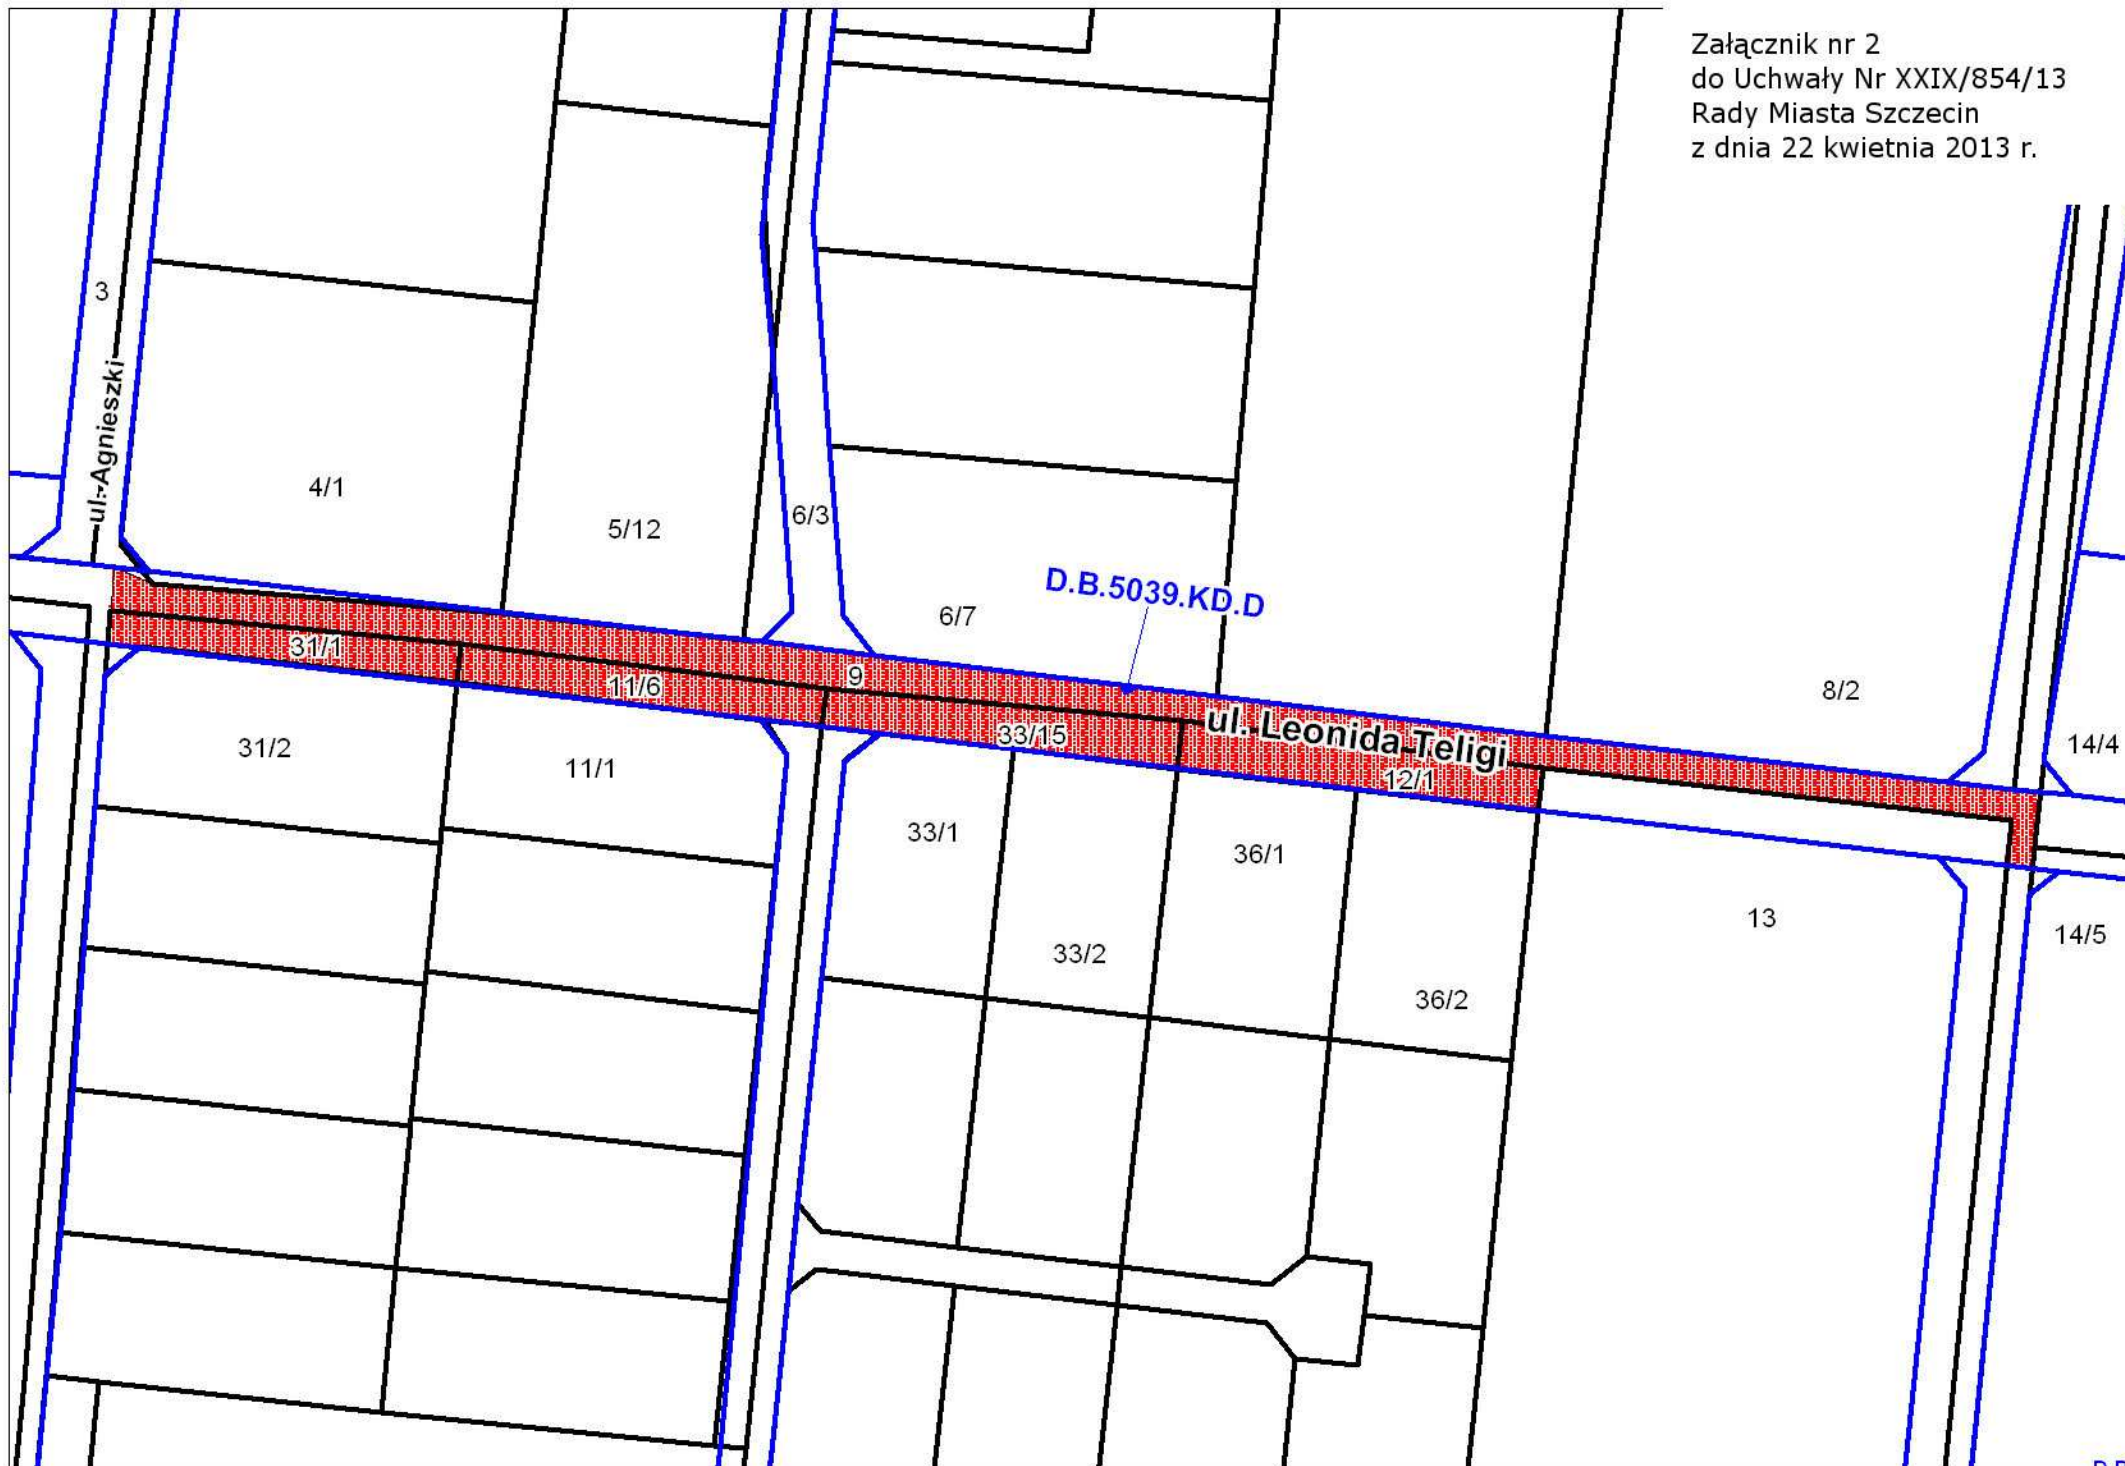 Załącznik nr 2
do Uchwały Nr XXIX/854/13
Rady Miasta Szczecin
z dnia 22 kwietnia 2013 r.
3
ul. Agnieszki
4/1
5/12
6/3
D.B.5039.KD.D
6/7
31/1
9
11/6
8/2
33/15
ul. Leonida Teligi
14/4
31/2
11/1
12/1
33/1
36/1
13
14/5
33/2
36/2